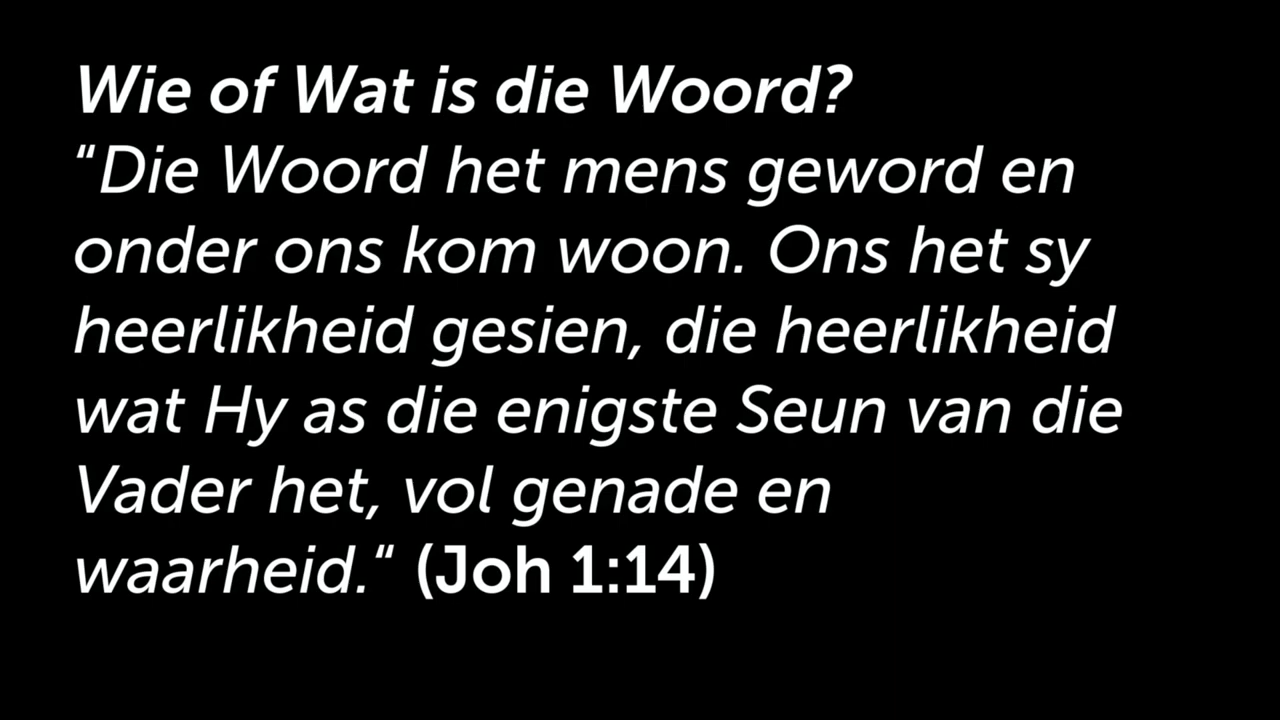 Wie of Wat is die Woord?
“Die Woord het mens geword en
onder ons kom woon. Ons het sy
heerlikheid gesien, die heerlikheid
wat Hy as die enigste Seun van die
Vader het, vol genade en
waarheid.“ (Joh 1:14)